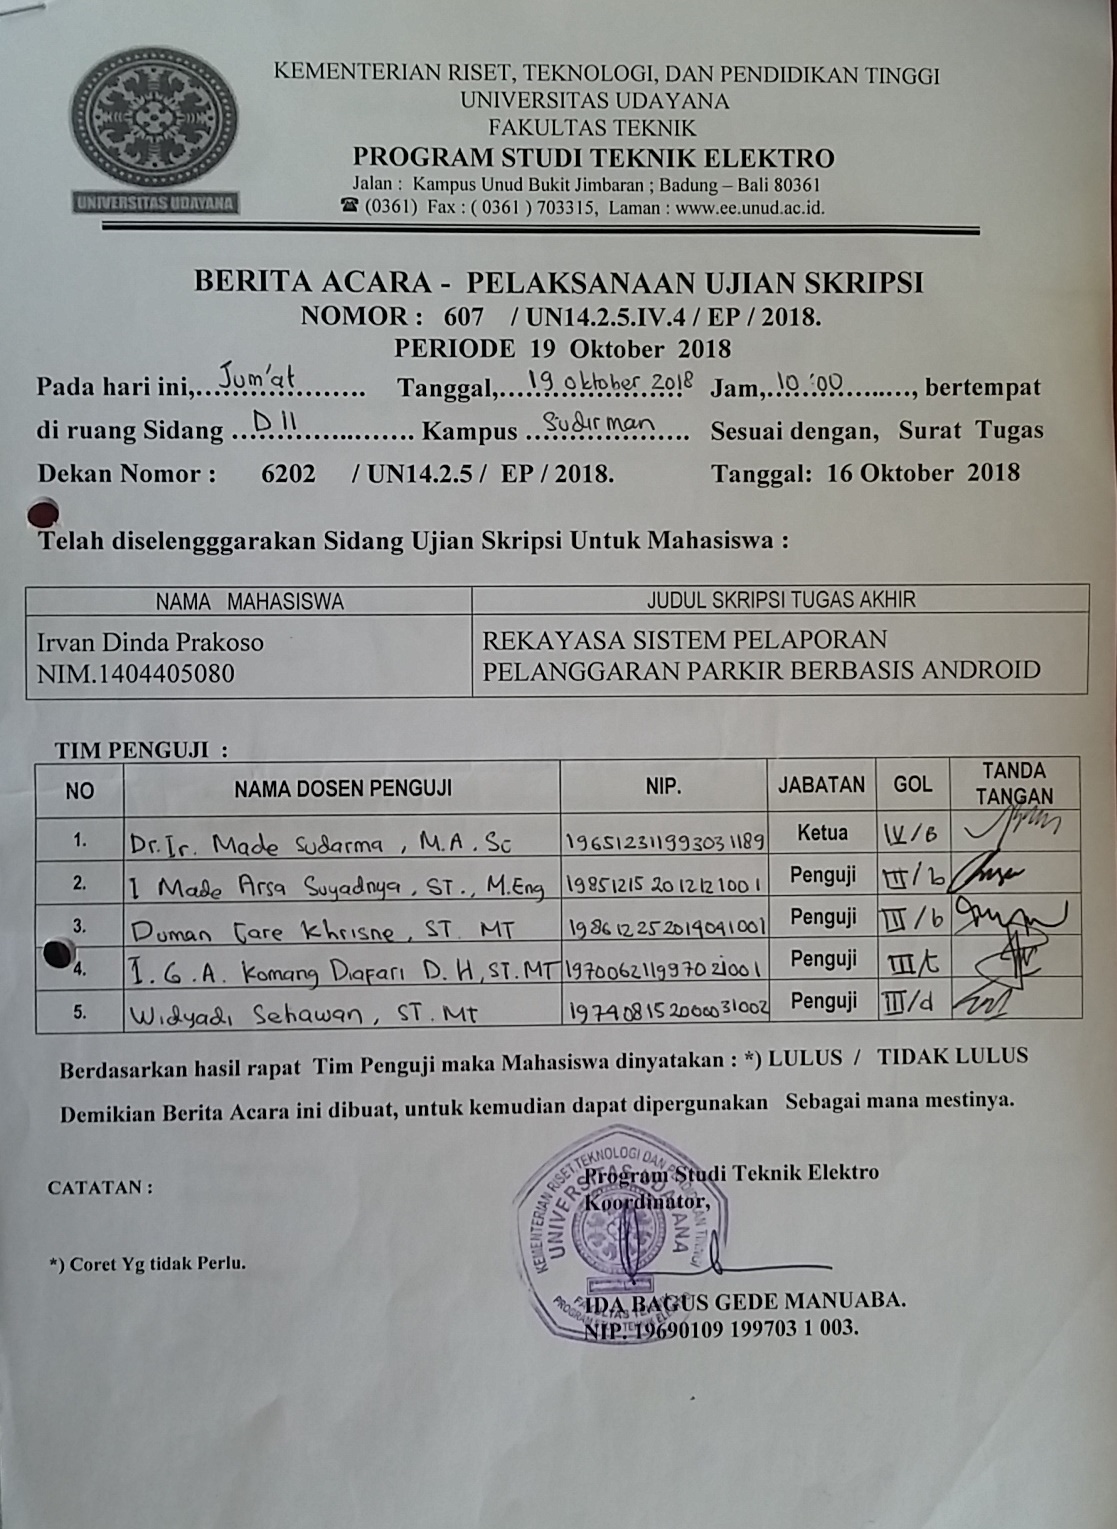 UNIVERSITAS UDAYANA
KEMENTERIAN RISET, TEKNOLOGI, DAN PENDIDIKAN TINGGI
UNIVERSITAS UDAYANA
FAKULTAS TEKNIK
PROGRAM STUDI TEKNIK ELEKTRO
Jalan : Kampus Unud Bukit Jimbaran ; Badung – Bali 80361
☎ (0361) Fax : ( 0361 ) 703315, Laman : www.ee.unud.ac.id.
BERITA ACARA - PELAKSANAAN UJIAN SKRIPSI
NOMOR : 607 / UN14.2.5.IV.4 / EP / 2018.
PERIODE 19 Oktober 2018
Pada hari ini, Jum'at Tanggal, 19 oktober 2018 Jam, 10:00, bertempat
di ruang Sidang D II Kampus Sudirman Sesuai dengan, Surat Tugas
Dekan Nomor : 6202 / UN14.2.5 / EP / 2018. Tanggal: 16 Oktober 2018
Telah diselengggarakan Sidang Ujian Skripsi Untuk Mahasiswa :
NAMA MAHASISWA JUDUL SKRIPSI TUGAS AKHIR
Irvan Dinda Prakoso REKAYASA SISTEM PELAPORAN
NIM.1404405080 PELANGGARAN PARKIR BERBASIS ANDROID
TIM PENGUJI :
NO NAMA DOSEN PENGUJI NIP. JABATAN GOL TANDA TANGAN
1. Dr. Ir. Made Sudarma, M.A.Sc 196512311993031189 Ketua IV/B
2. I Made Arsa Suyadnya, ST., M.Eng 198512152012121001 Penguji III/b
3. Duman Care Khrisne, ST. MT 198612252019041001 Penguji III/b
4. I.G.A. Komang Diafari D.H, ST.MT 197006211997021001 Penguji
5. Widyadi Setiawan, ST. MT 197408152000031002 Penguji III/d
Berdasarkan hasil rapat Tim Penguji maka Mahasiswa dinyatakan : *) LULUS / TIDAK LULUS
Demikian Berita Acara ini dibuat, untuk kemudian dapat dipergunakan Sebagai mana mestinya.
CATATAN :
Program Studi Teknik Elektro
Koordinator,
*) Coret Yg tidak Perlu.
KEMENTERIAN RISET, TEKNOLOGI DAN PENDIDIKAN TINGGI
UNIVERSITAS UDAYANA
FAKULTAS TEKNIK
PROGRAM STUDI TEKNIK ELEKTRO
IDA BAGUS GEDE MANUABA.
NIP. 19690109 199703 1 003.